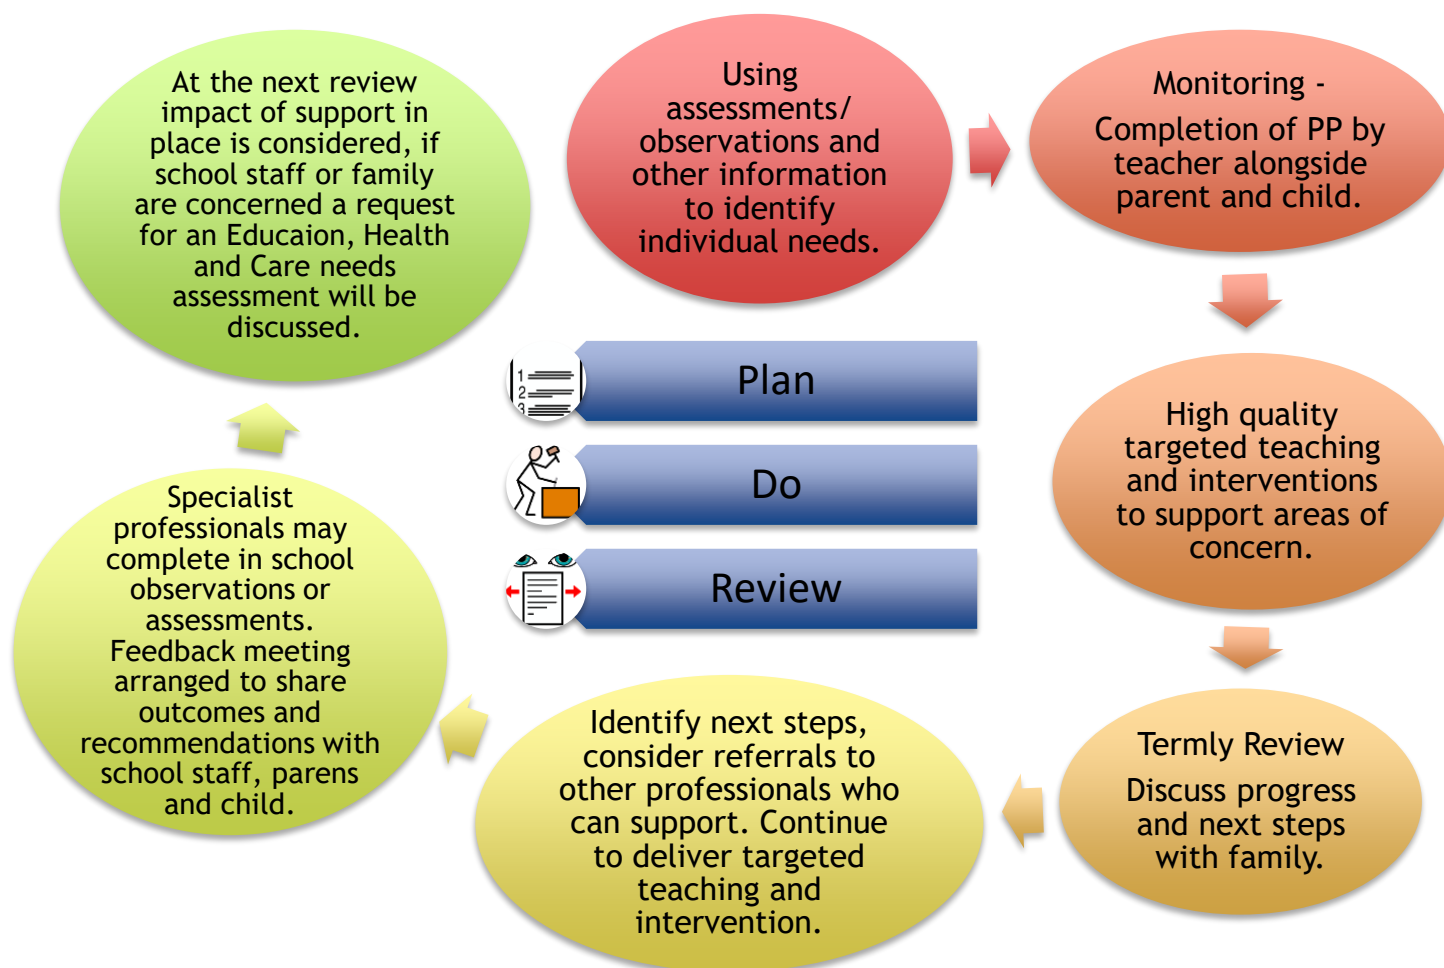 Using
assessments/
observations and
other information
to identify
individual needs.
Monitoring -
Completion of PP by
teacher alongside
parent and child.
High quality
targeted teaching
and interventions
to support areas of
concern.
Termly Review
Discuss progress
and next steps
with family.
Identify next steps,
consider referrals to
other professionals who
can support. Continue
to deliver targeted
teaching and
intervention.
Specialist
professionals may
complete in school
observations or
assessments.
Feedback meeting
arranged to share
outcomes and
recommendations with
school staff, parens
and child.
At the next review
impact of support in
place is considered, if
school staff or family
are concerned a request
for an Educaion, Health
and Care needs
assessment will be
discussed.
1
2
3
Plan
Do
Review